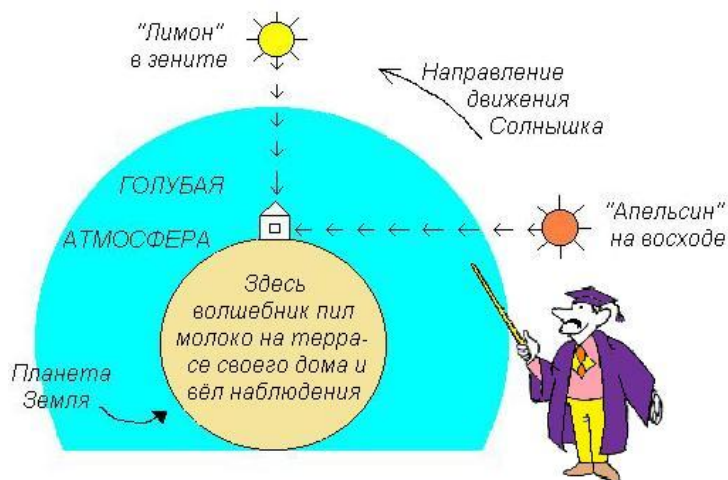 "Лимон"
в зените
Направление
движения
Солнышка
ГОЛУБАЯ
АТМОСФЕРА
"Апельсин"
на восходе
Здесь
волшебник пил
молоко на терра-
се своего дома и
вёл наблюдения
Планета
Земля